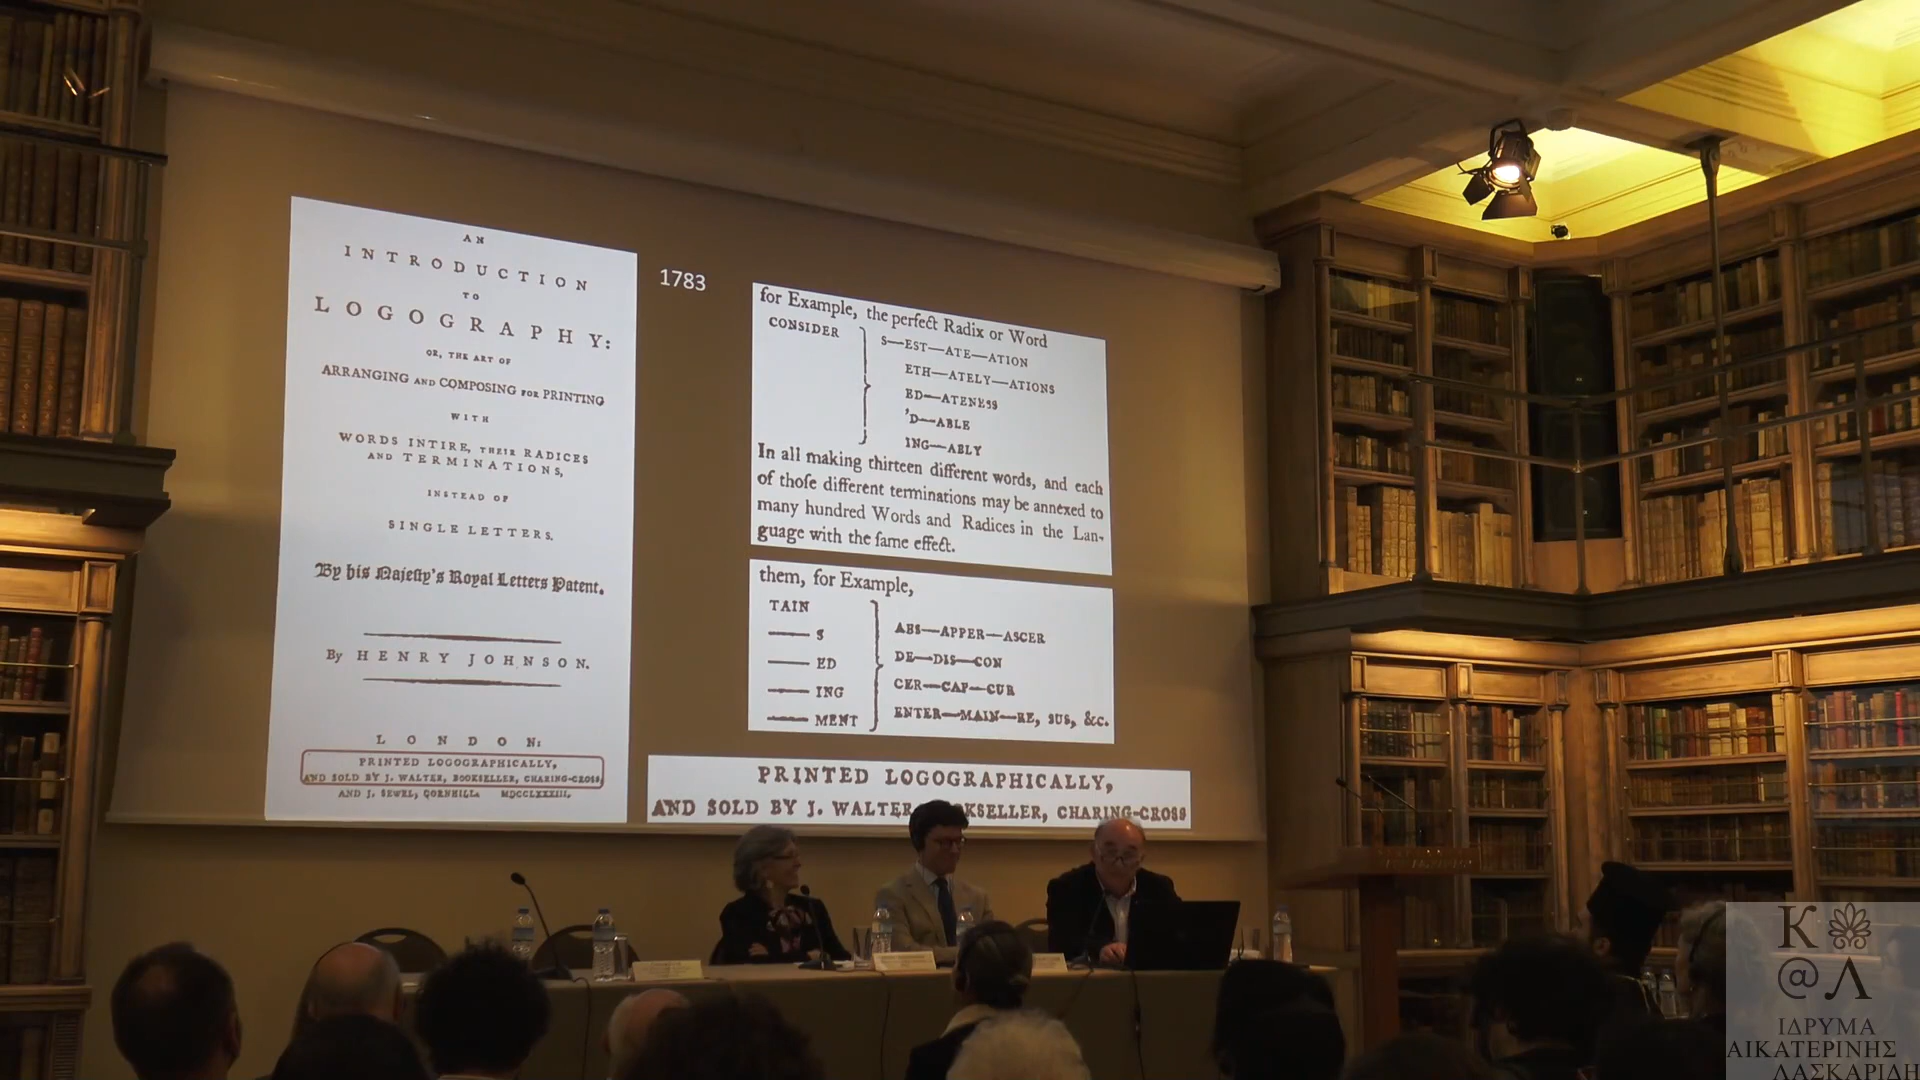 AN
INTRODUCTION
TO
LOGOGRAPHY:
OR, THE ART OF
ARRANGING AND COMPOSING FOR PRINTING
WITH
WORDS INTIRE, THEIR RADICES
AND TERMINATIONS,
INSTEAD OF
SINGLE LETTERS.
By his Majeſty's Royal Letters Patent.
By HENRY JOHNSON.
LONDON:
PRINTED LOGOGRAPHICALLY,
AND SOLD BY J. WALTER, BOOKSELLER, CHARING-CROSS,
AND J. SEWEL, CORNHILL. MDCCLXXXIII.
1783
for Example, the perfect Radix or Word
CONSIDER
S—EST—ATE—ATION
ETH—ATELY—ATIONS
ED—ATENESS
'D—ABLE
ING—ABLY
In all making thirteen different words, and each
of thoſe different terminations may be annexed to
many hundred Words and Radices in the Lan-
guage with the ſame effect.
them, for Example,
TAIN
—— S
—— ED
—— ING
—— MENT
ABS—APPER—ASCER
DE—DIS—CON
CER—CAP—CUR
ENTER—MAIN—RE, SUS, &c.
PRINTED LOGOGRAPHICALLY,
AND SOLD BY J. WALTER, KSELLER, CHARING-CROSS
Κ
@Λ
ΙΔΡΥΜΑ
ΑΙΚΑΤΕΡΙΝΗΣ
ΛΑΣΚΑΡΙΔΗ